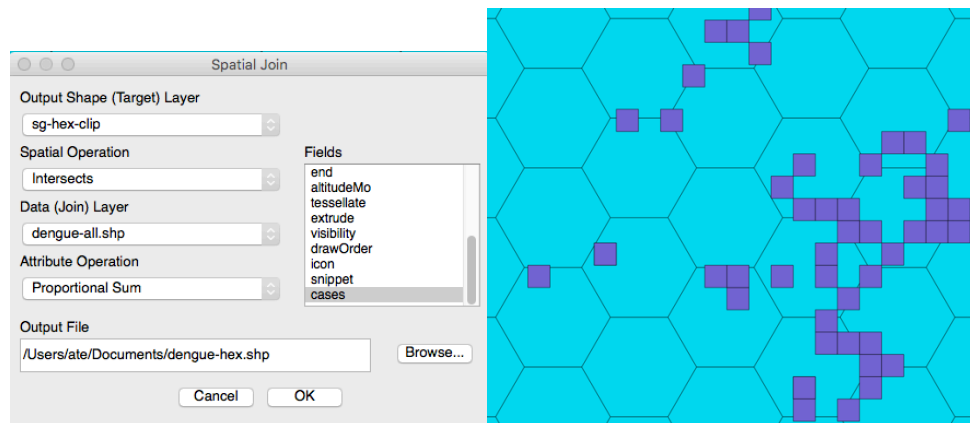 Spatial Join
Output Shape (Target) Layer
sg-hex-clip
Spatial Operation
Intersects
Data (Join) Layer
dengue-all.shp
Attribute Operation
Proportional Sum
Fields
end
altitudeMo
tessellate
extrude
visibility
drawOrder
icon
snippet
cases
Output File
/Users/ate/Documents/dengue-hex.shp
Browse...
Cancel
OK